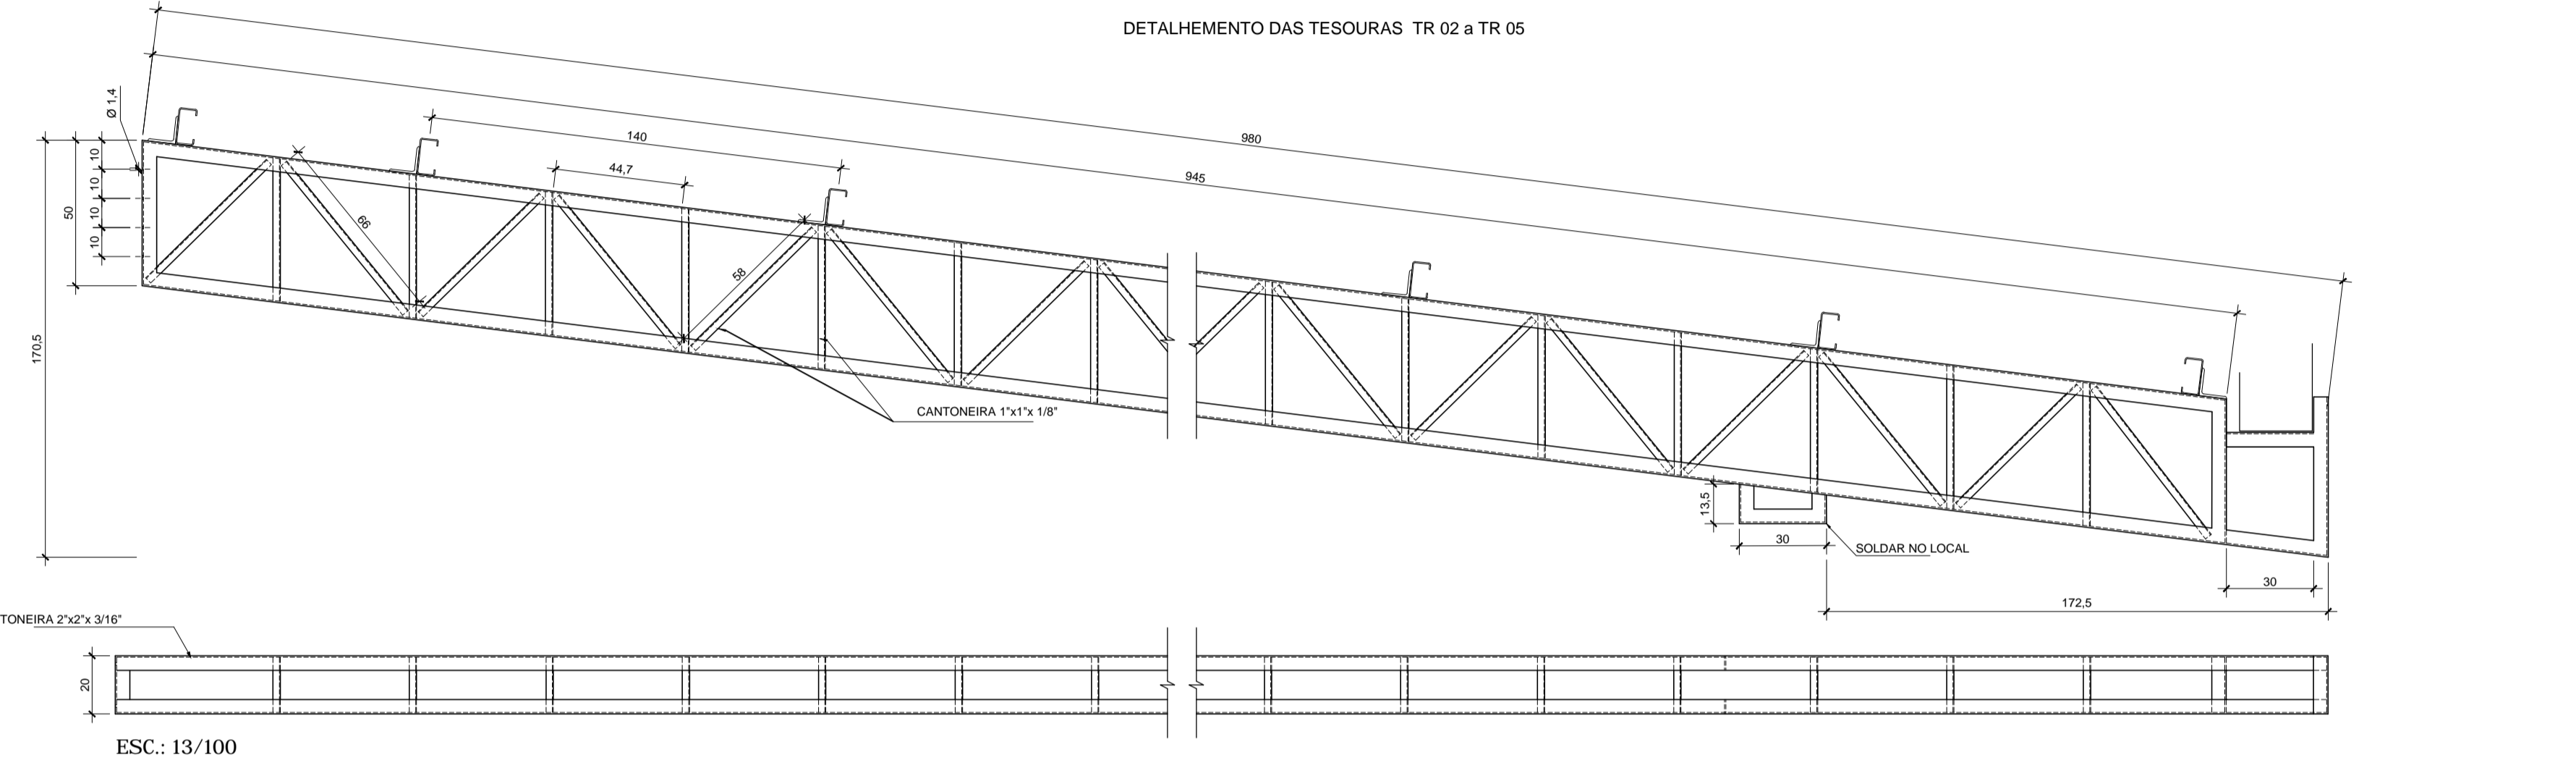 DETALHEMENTO DAS TESOURAS TR 02 a TR 05
Ø 1,4
980
945
140
44,7
10
10
10
10
50
66
58
170,5
CANTONEIRA 1"x1"x 1/8"
13,5
30
SOLDAR NO LOCAL
30
172,5
TONEIRA 2"x2"x 3/16"
20
ESC.: 13/100